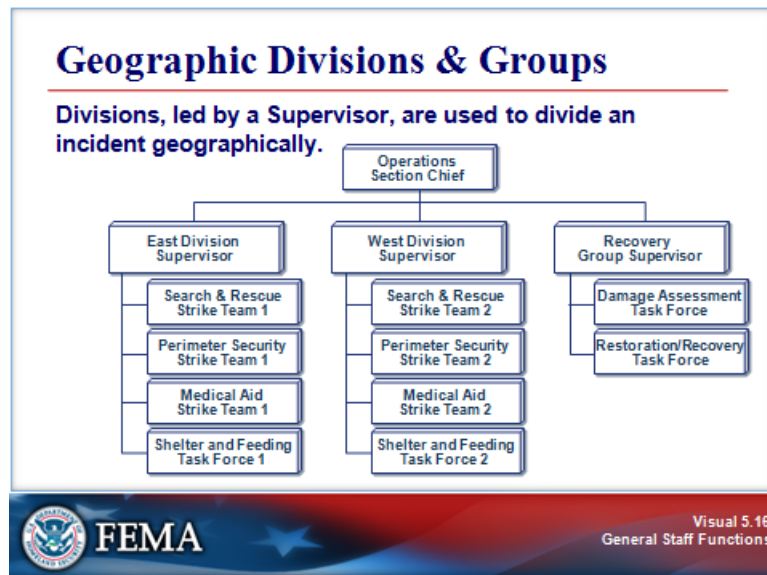 Geographic Divisions & Groups
Divisions, led by a Supervisor, are used to divide an
incident geographically.
Operations
Section Chief
East Division
Supervisor
Search & Rescue
Strike Team 1
Perimeter Security
Strike Team 1
Medical Aid
Strike Team 1
Shelter and Feeding
Task Force 1
West Division
Supervisor
Search & Rescue
Strike Team 2
Perimeter Security
Strike Team 2
Medical Aid
Strike Team 2
Shelter and Feeding
Task Force 2
Recovery
Group Supervisor
Damage Assessment
Task Force
Restoration/Recovery
Task Force
FEMA
Visual 5.16
General Staff Functions